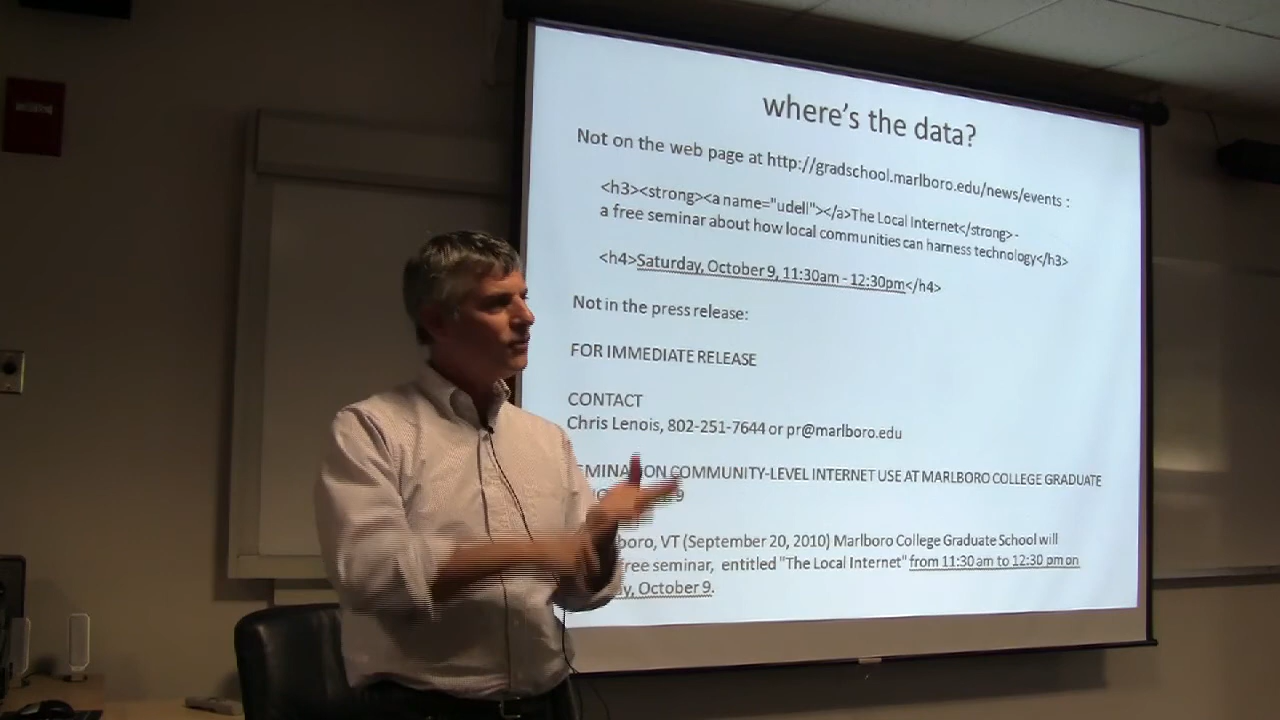 where's the data?
Not on the web page at http://gradschool.marlboro.edu/news/events :
<h3><strong><a name="udell"></a>The Local Internet</strong>-
a free seminar about how local communities can harness technology</h3>
<h4>Saturday, October 9, 11:30am - 12:30pm</h4>
Not in the press release:
FOR IMMEDIATE RELEASE
CONTACT
Chris Lenois, 802-251-7644 or pr@marlboro.edu
COMMUNITY-LEVEL INTERNET USE AT MARLBORO COLLEGE GRADUATE
9
boro, VT (September 20, 2010) Marlboro College Graduate School will
free seminar, entitled "The Local Internet" from 11:30 am to 12:30 pm on
y, October 9.